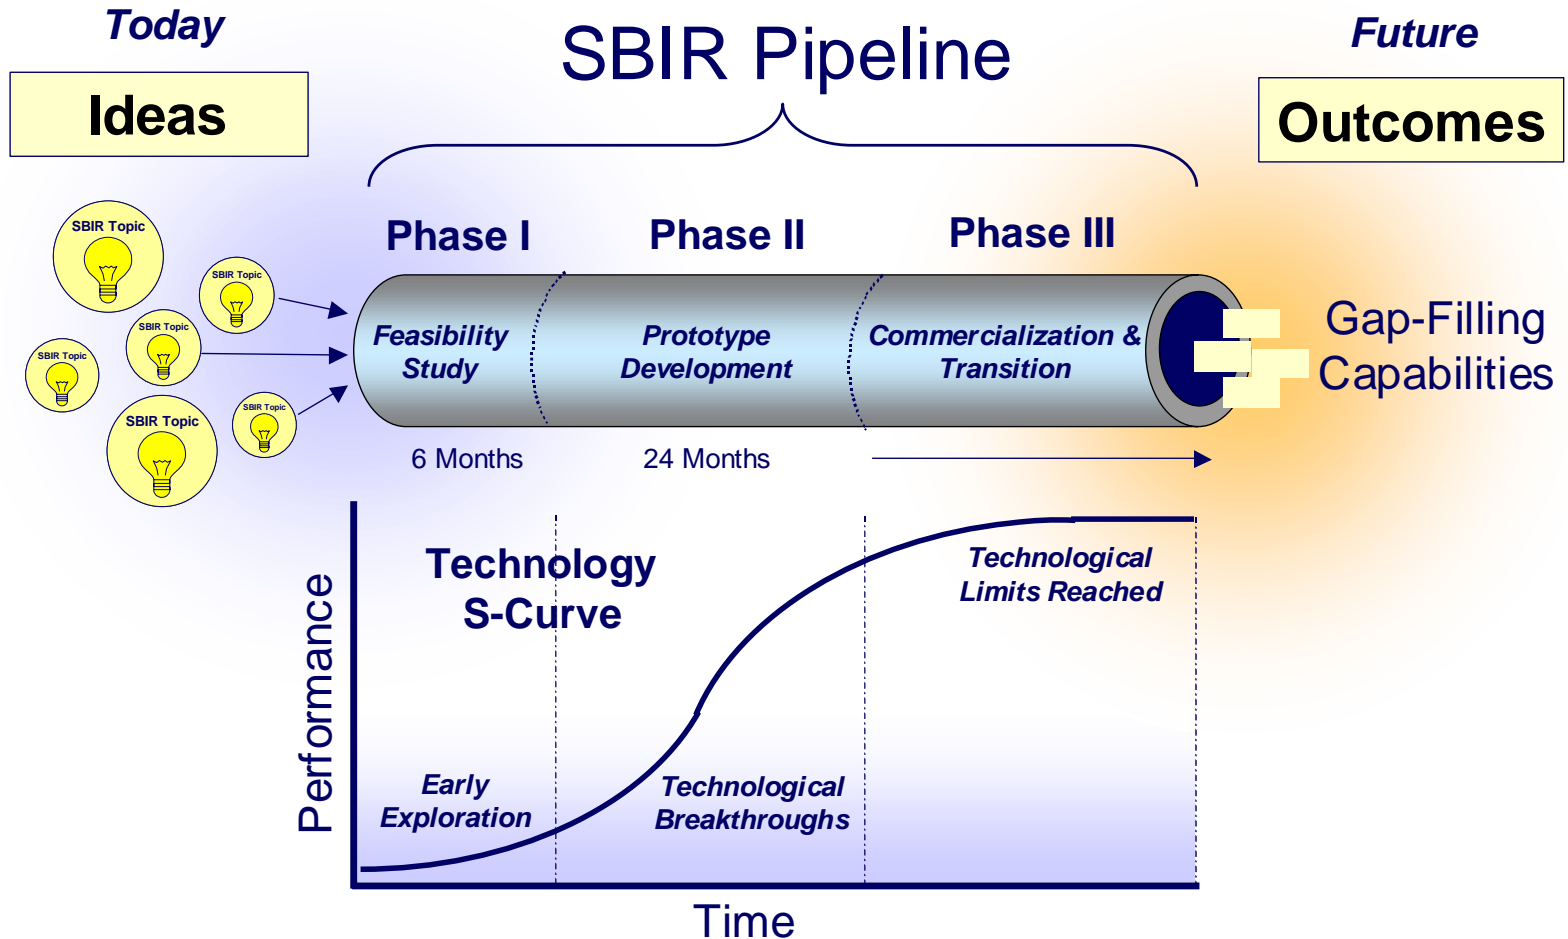 Today
SBIR Pipeline
Future
Ideas
Outcomes
Phase I
Phase II
Phase III
SBIR Topic
SBIR Topic
SBIR Topic
SBIR Topic
SBIR Topic
SBIR Topic
Feasibility
Study
Prototype
Development
Commercialization &
Transition
Gap-Filling
Capabilities
6 Months
24 Months
Technology
S-Curve
Technological
Limits Reached
Early
Exploration
Technological
Breakthroughs
Performance
Time